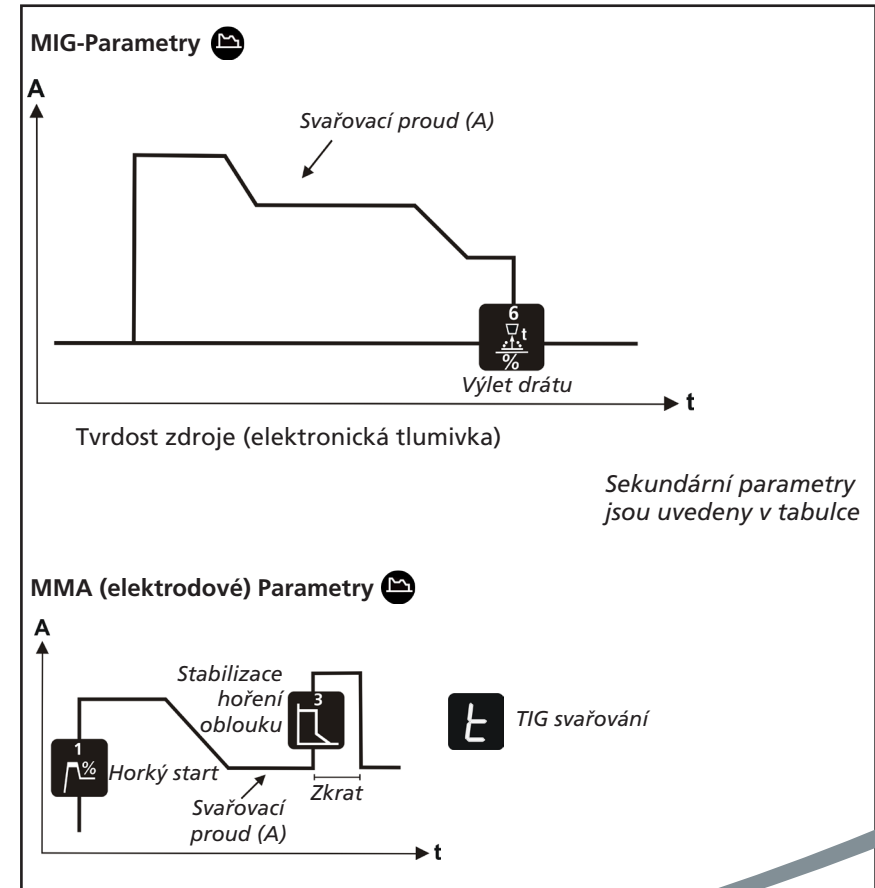 MIG-Parametry
A
Svařovací proud (A)
6
t
%
Výlet drátu
t
Tvrdost zdroje (elektronická tlumivka)
Sekundární parametry
jsou uvedeny v tabulce
MMA (elektrodové) Parametry
A
Stabilizace
hoření
oblouku
3
1
%
Horký start
Svařovací
proud (A)
Zkrat
t
t
TIG svařování